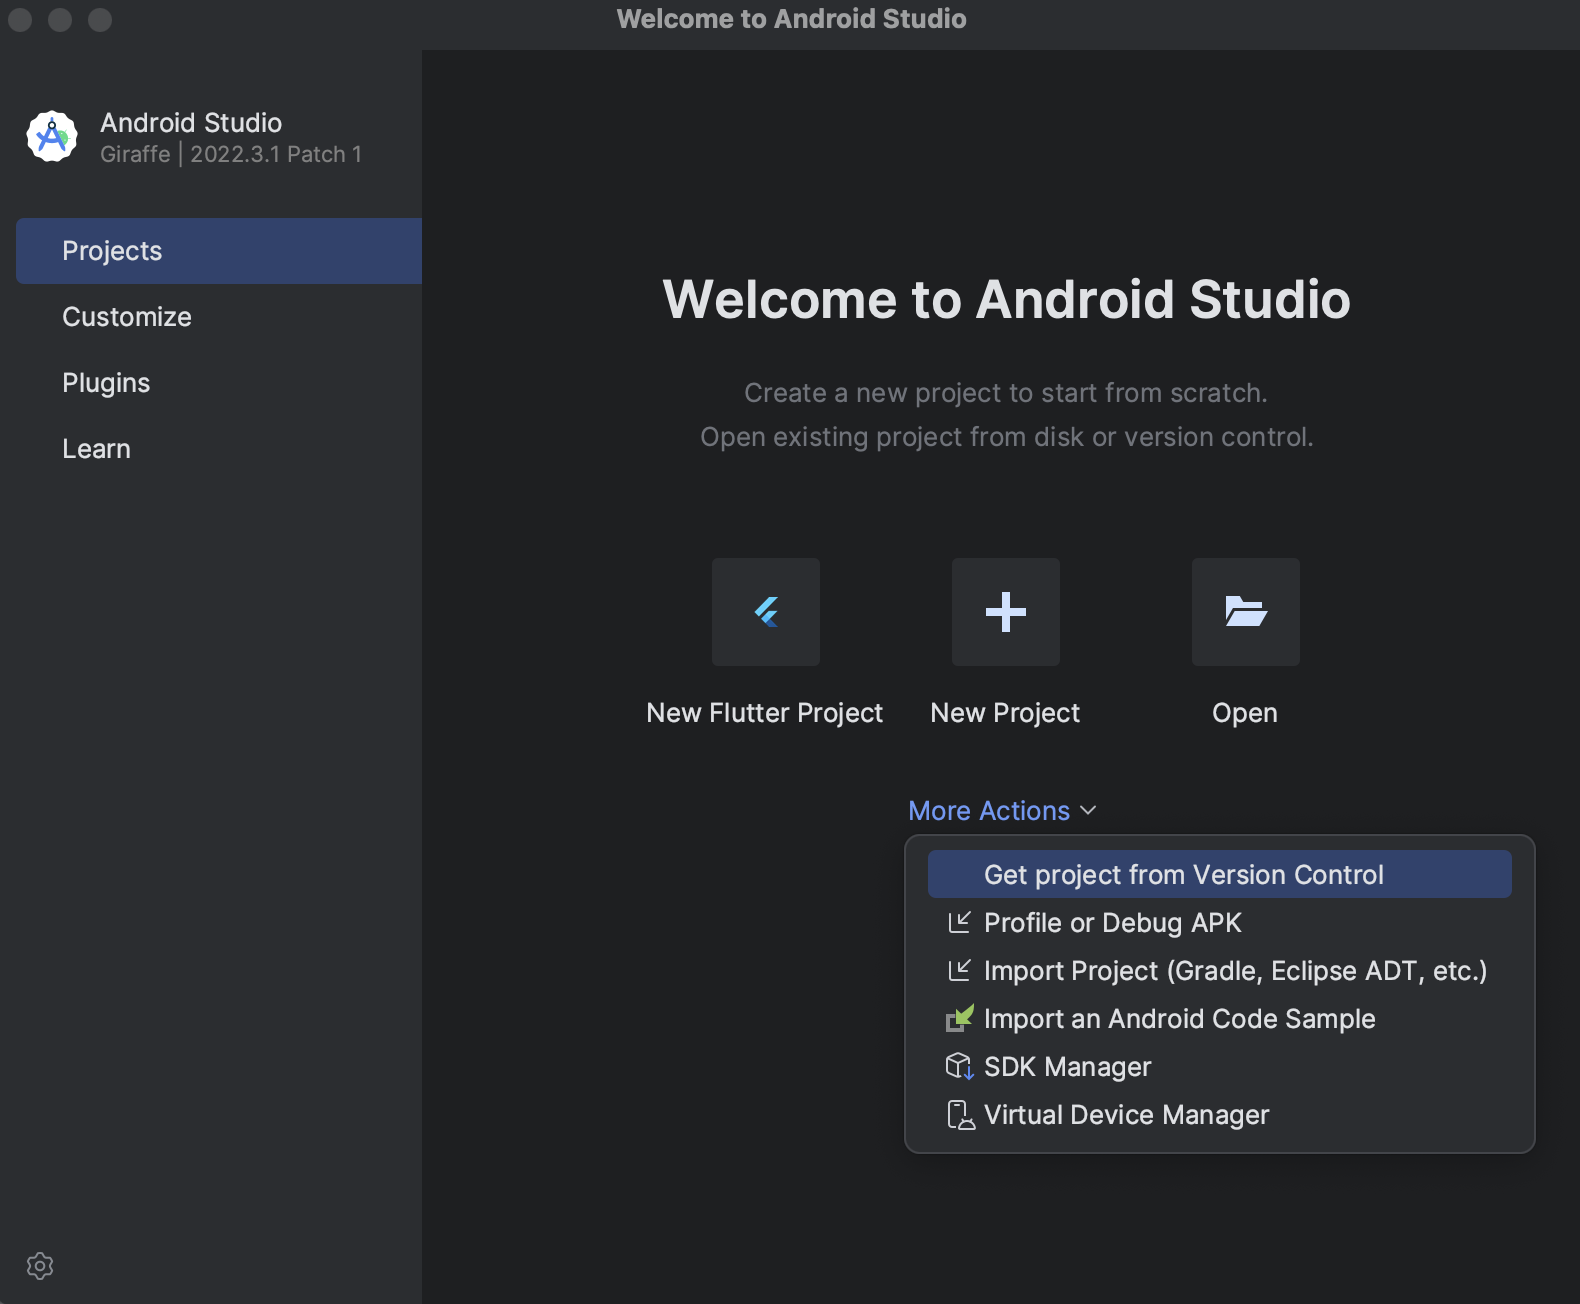 Welcome to Android Studio
Android Studio
Giraffe | 2022.3.1 Patch 1
Projects
Customize
Plugins
Learn
Welcome to Android Studio
Create a new project to start from scratch.
Open existing project from disk or version control.
New Flutter Project
New Project
Open
More Actions
Get project from Version Control
Profile or Debug APK
Import Project (Gradle, Eclipse ADT, etc.)
Import an Android Code Sample
SDK Manager
Virtual Device Manager